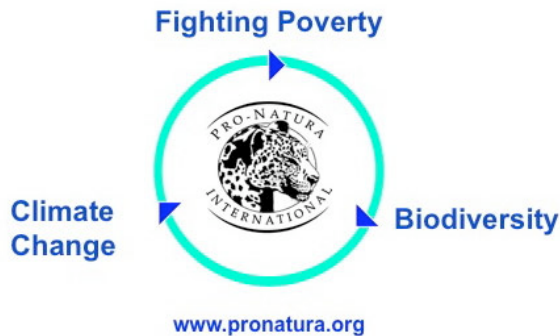 Fighting Poverty
PRO-NATURA
INTERNATIONAL
Climate
Change
Biodiversity
www.pronatura.org